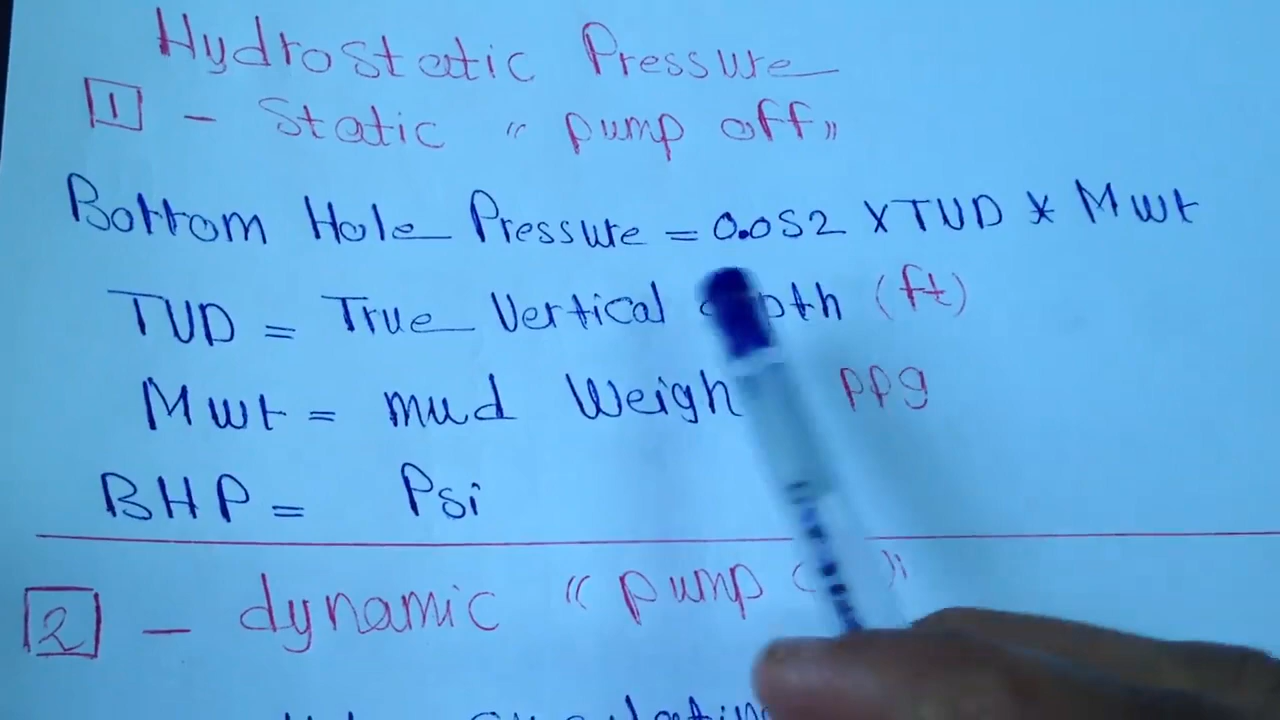 Hydrostatic Pressure
1 - Static " pump off"
Bottom Hole Pressure = 0.052 x TVD * Mwt
TVD = True Vertical (ft)
Mwt = mud ppg
BHP = Psi
2 - dynamic " pump "